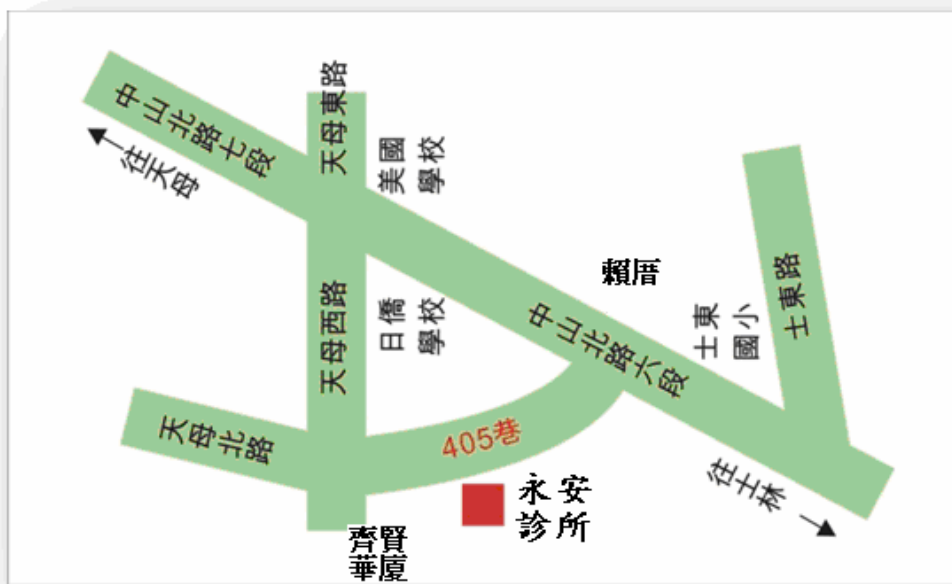 中山北路七段
往天母
天母東路
美國
學校
賴厝
士東
國小
士東路
天母西路
日僑
學校
中山北路六段
天母北路
405巷
往士林
永安
診所
齊賢
華廈